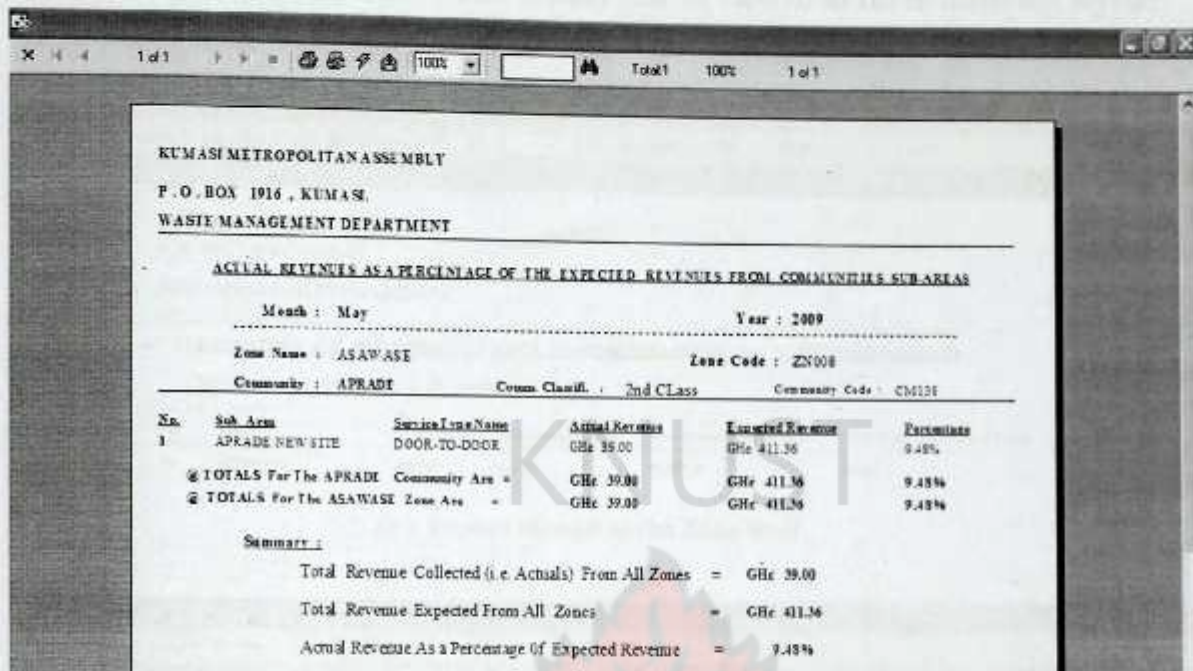 1 of 1 100% Total:1 100% 1 of 1
KUMASI METROPOLITAN ASSEMBLY
P.O.BOX 1916, KUMASI.
WASTE MANAGEMENT DEPARTMENT
ACTUAL REVENUES AS A PERCENTAGE OF THE EXPECTED REVENUES FROM COMMUNITIES SUB-AREAS
Month : May Year : 2009
Zone Name : ASAWASE Zone Code : ZN008
Community : APRADE Comm. Classifi. : 2nd CLass Community Code : CM138
No. Sub Area Service Type Name Actual Revenue Expected Revenue Percentage
1 APRADE NEW SITE DOOR-TO-DOOR GH¢ 39.00 GH¢ 411.36 9.48%
@ TOTALS For The APRADE Community Are = GH¢ 39.00 GH¢ 411.36 9.48%
@ TOTALS For The ASAWASE Zone Are = GH¢ 39.00 GH¢ 411.36 9.48%
KNUST
Summary :
Total Revenue Collected (i.e. Actuals) From All Zones = GH¢ 39.00
Total Revenue Expected From All Zones = GH¢ 411.36
Actual Revenue As a Percentage Of Expected Revenue = 9.48%